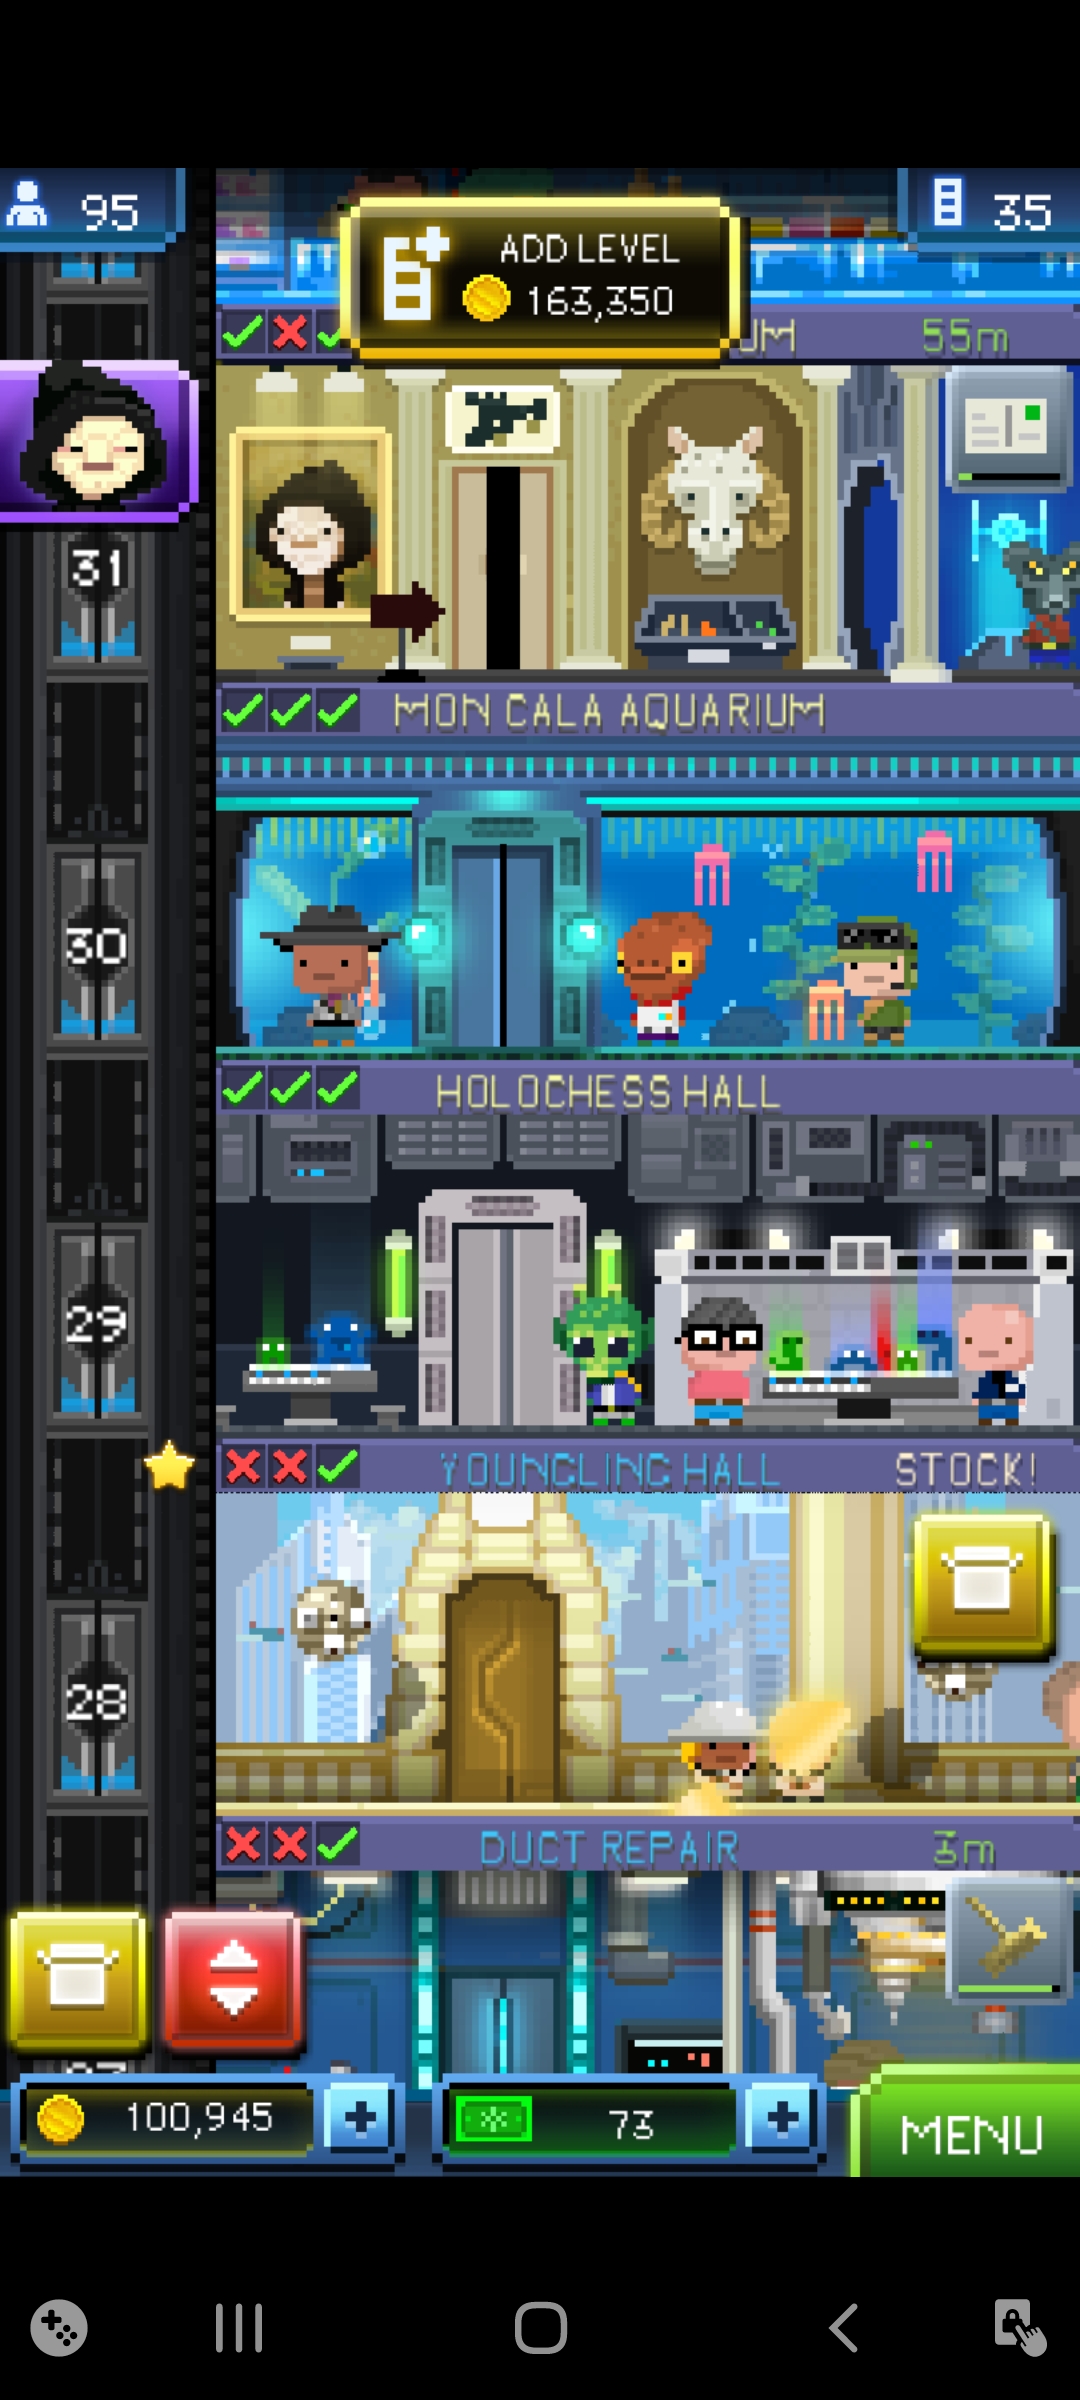 95
35
ADD LEVEL
163,350
UM 55m
31
MON CALA AQUARIUM
30
HOLOCHESS HALL
29
YOUNGLING HALL STOCK!
28
DUCT REPAIR 3m
100,945
73
MENU